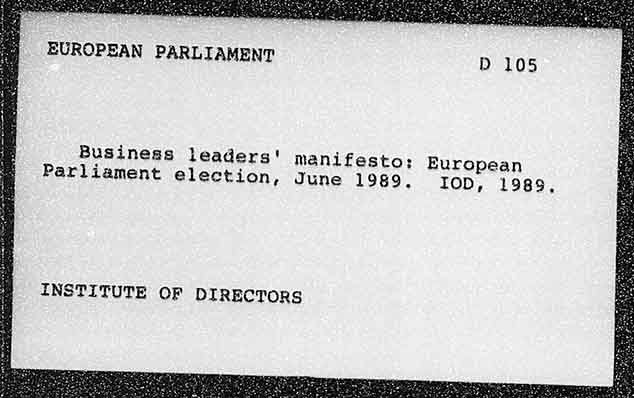 EUROPEAN PARLIAMENT
D 105
Business leaders' manifesto: European
Parliament election, June 1989. IOD, 1989.
INSTITUTE OF DIRECTORS